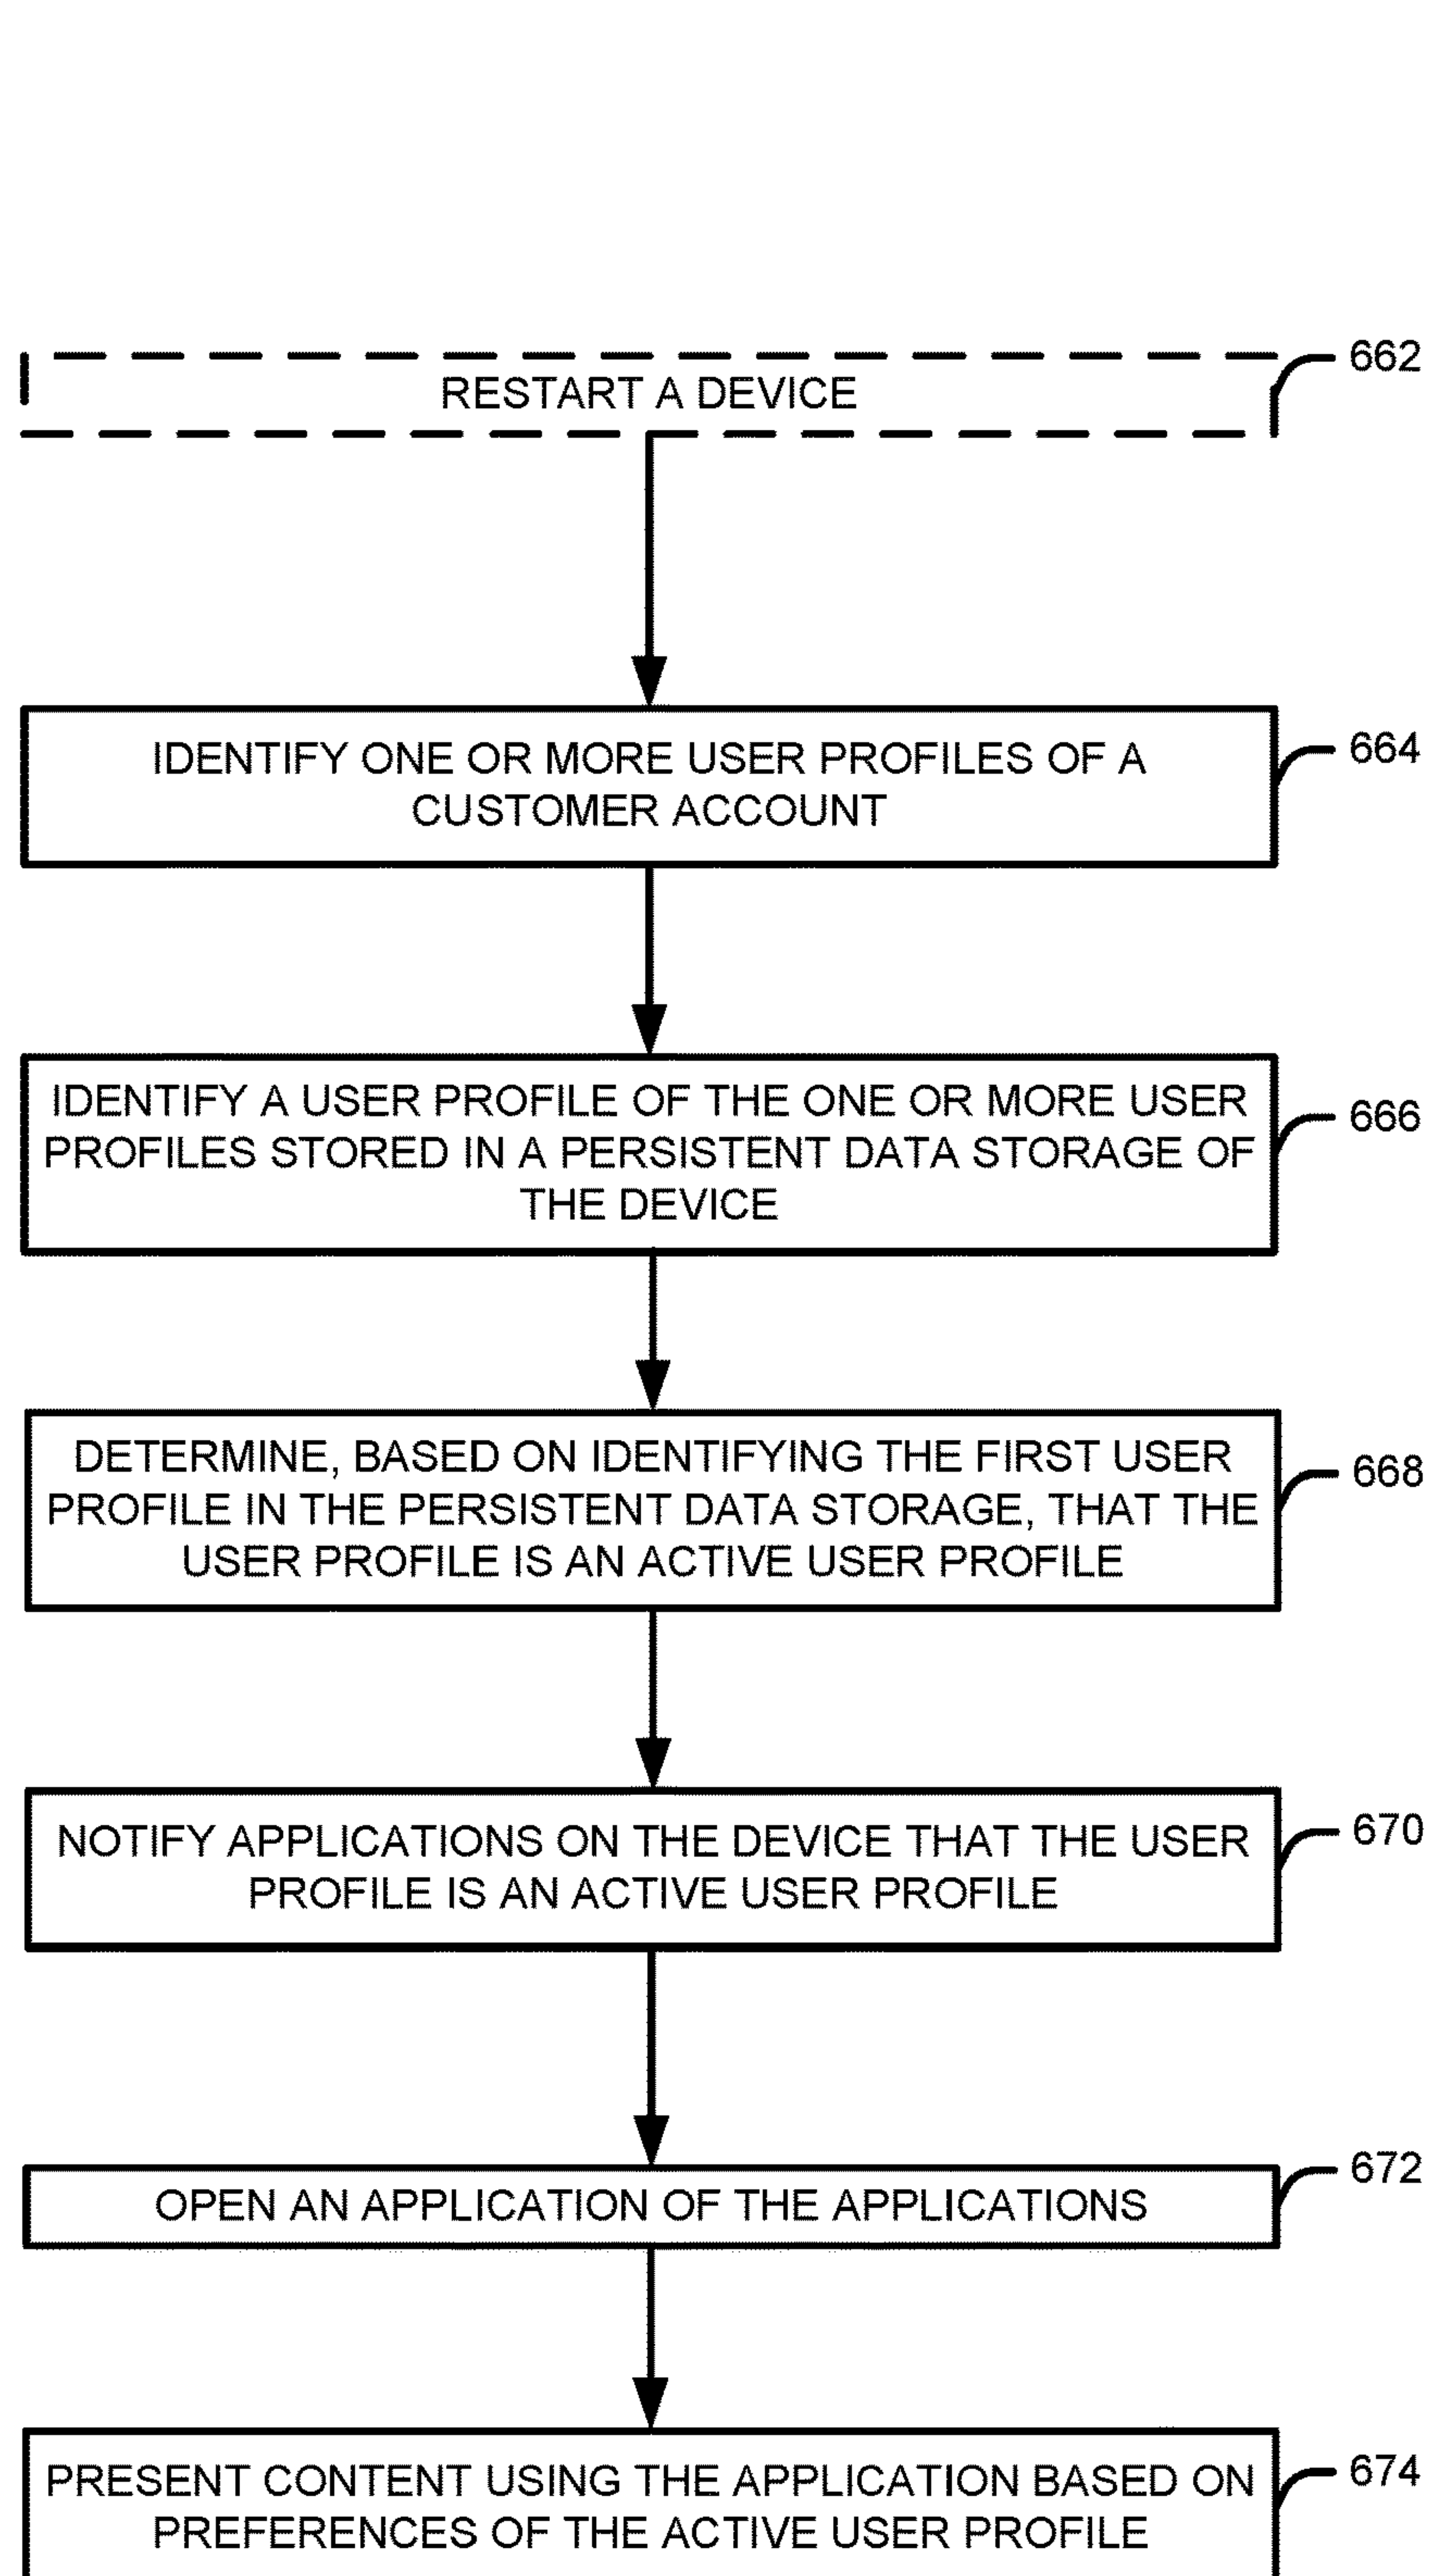 RESTART A DEVICE
662
IDENTIFY ONE OR MORE USER PROFILES OF A
CUSTOMER ACCOUNT
664
IDENTIFY A USER PROFILE OF THE ONE OR MORE USER
PROFILES STORED IN A PERSISTENT DATA STORAGE OF
THE DEVICE
666
DETERMINE, BASED ON IDENTIFYING THE FIRST USER
PROFILE IN THE PERSISTENT DATA STORAGE, THAT THE
USER PROFILE IS AN ACTIVE USER PROFILE
668
NOTIFY APPLICATIONS ON THE DEVICE THAT THE USER
PROFILE IS AN ACTIVE USER PROFILE
670
OPEN AN APPLICATION OF THE APPLICATIONS
672
PRESENT CONTENT USING THE APPLICATION BASED ON
PREFERENCES OF THE ACTIVE USER PROFILE
674